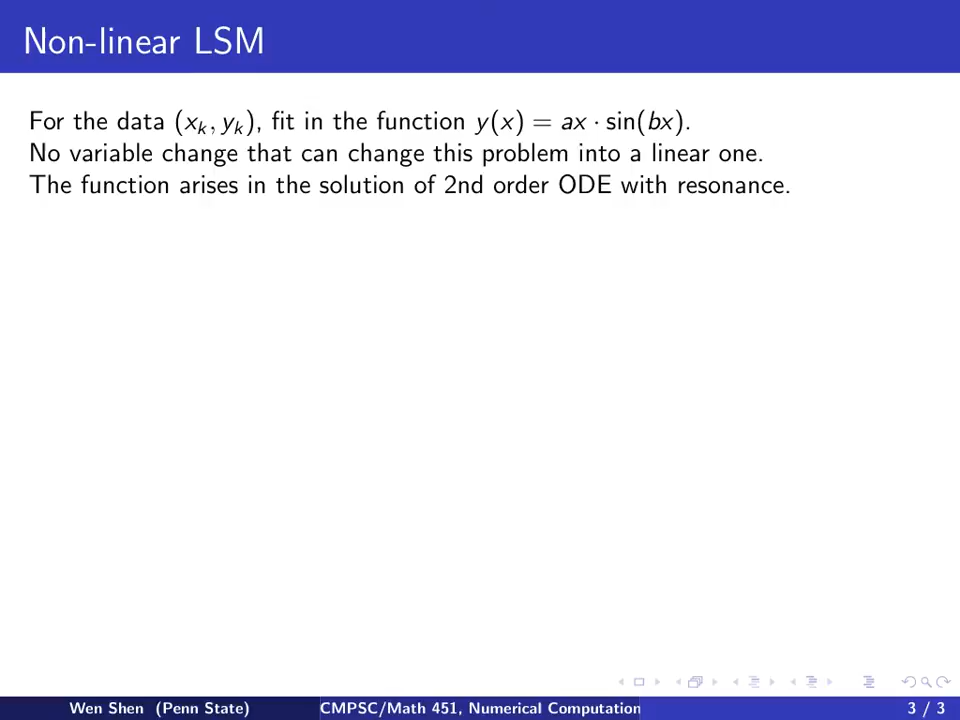 Non-linear LSM
For the data (xₖ, yₖ), fit in the function y(x) = ax · sin(bx).
No variable change that can change this problem into a linear one.
The function arises in the solution of 2nd order ODE with resonance.
Wen Shen (Penn State)
CMPSC/Math 451, Numerical Computation
3 / 3